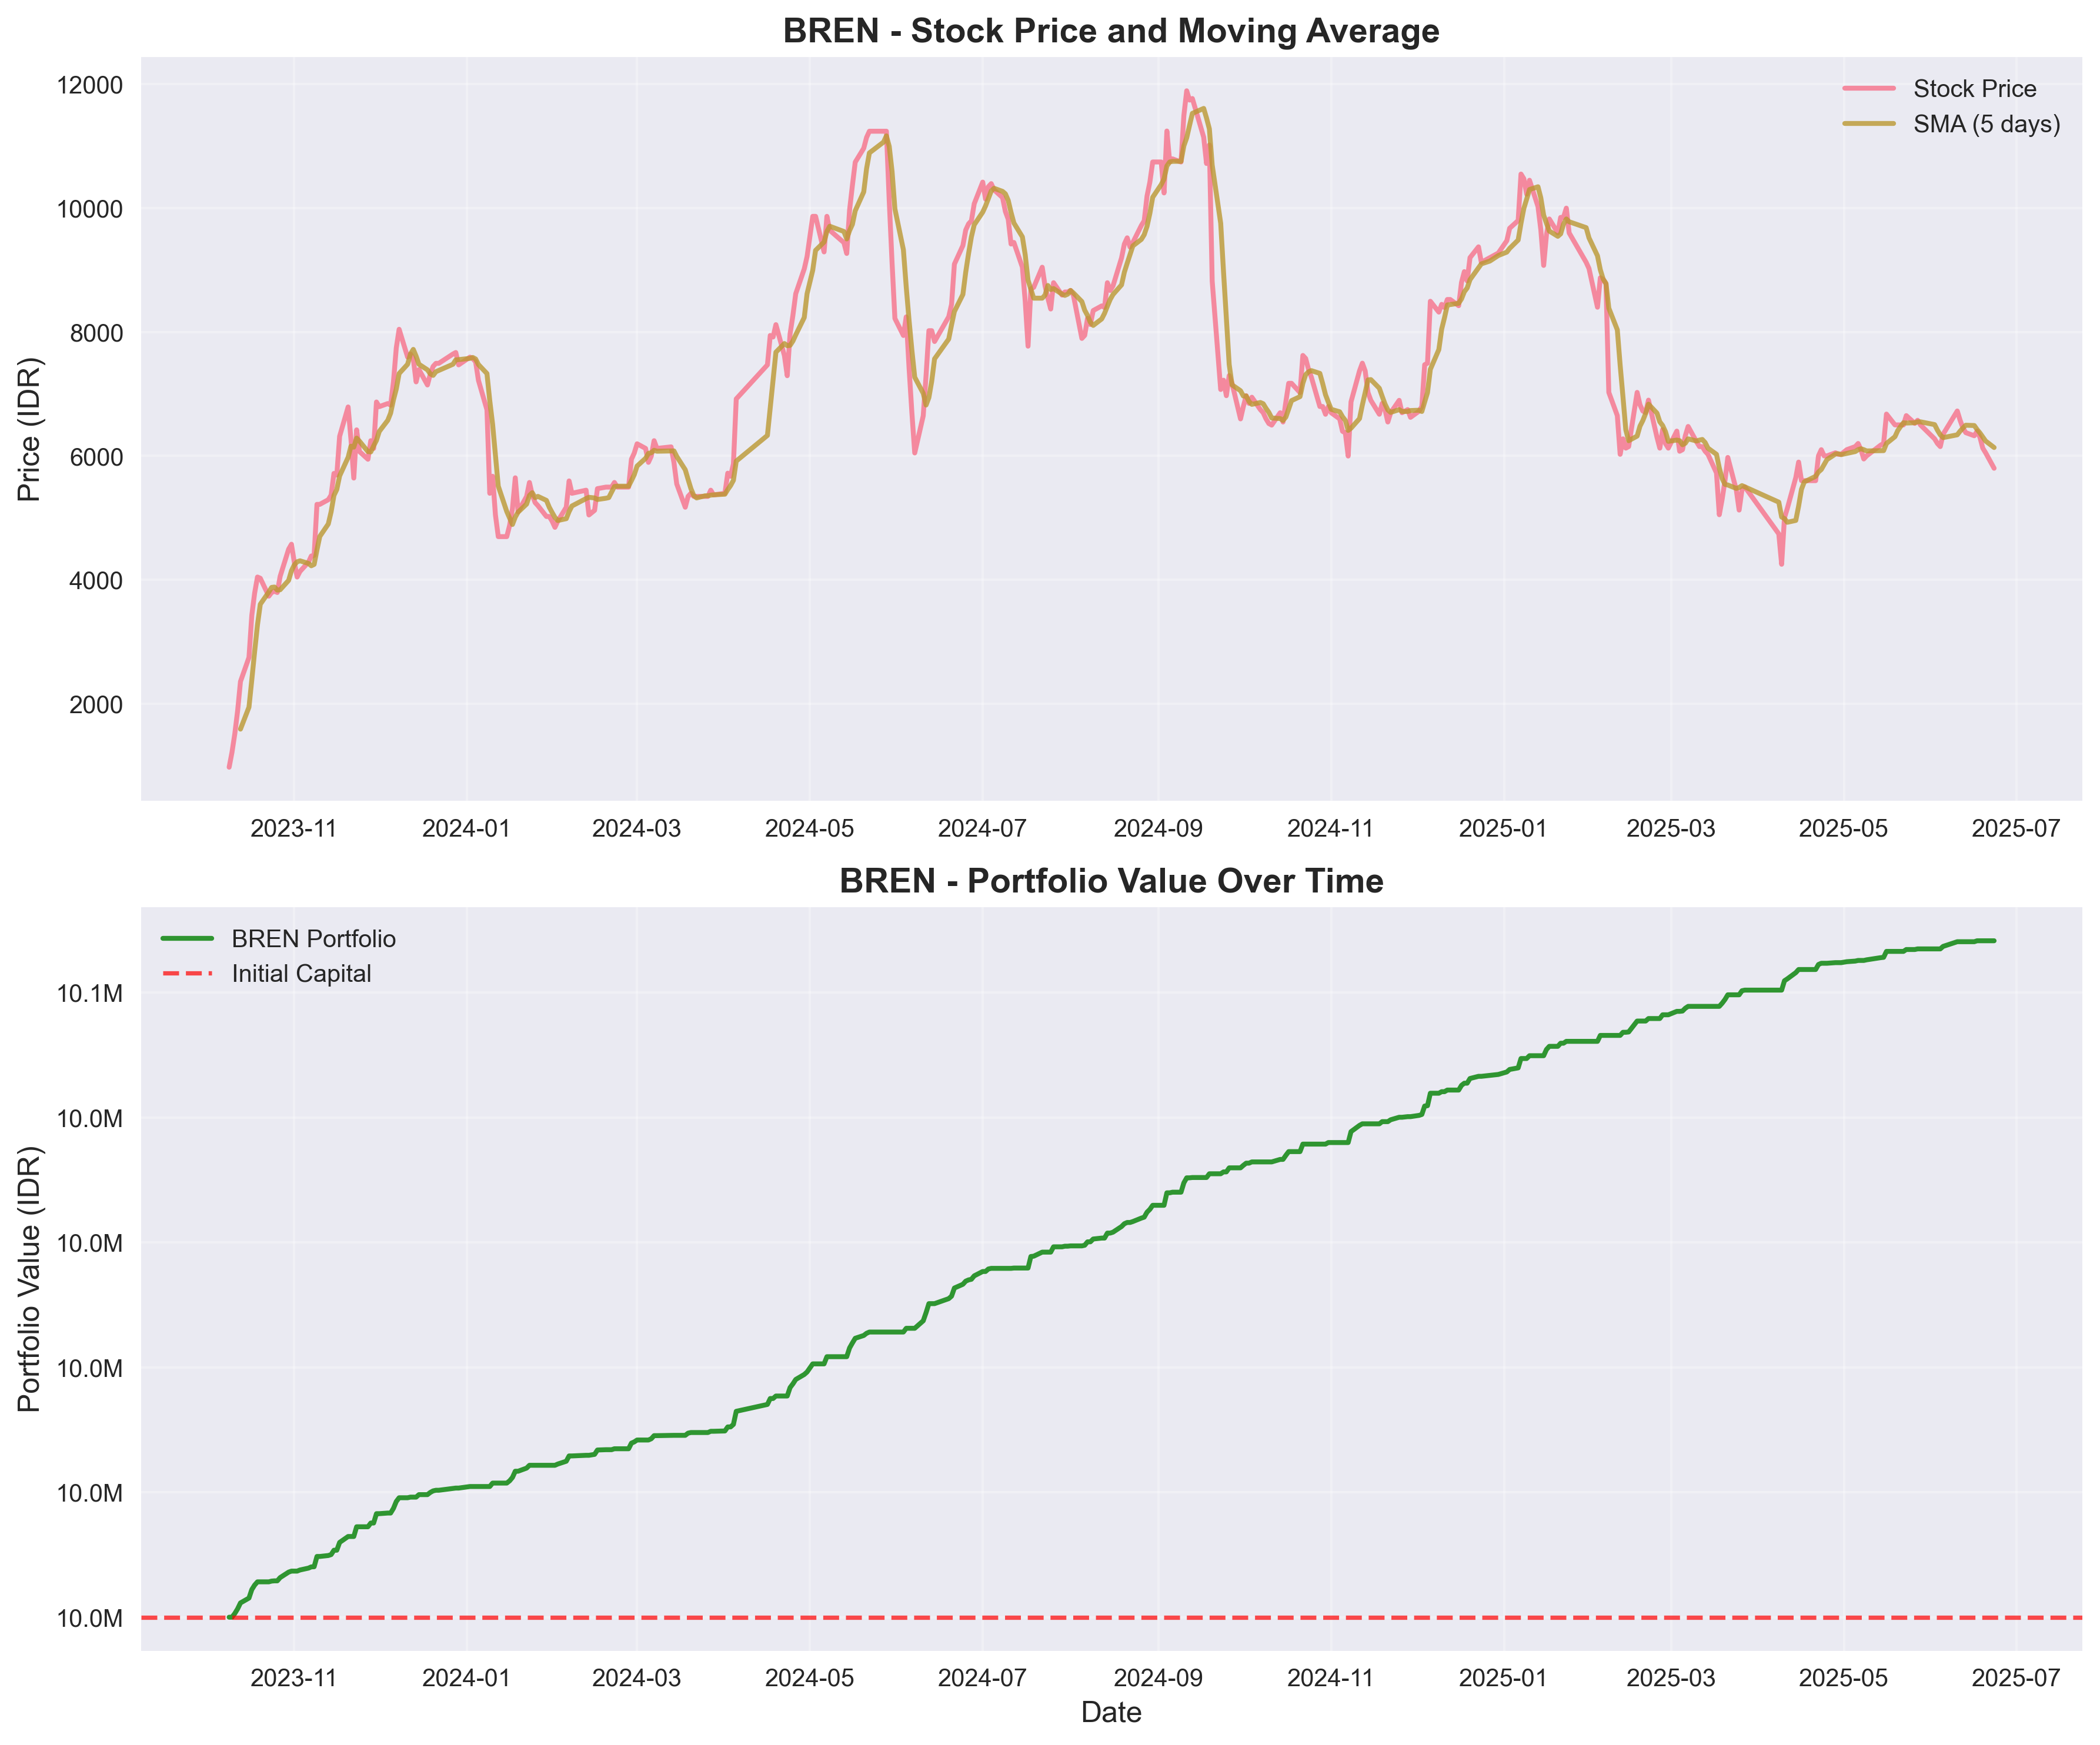 BREN - Stock Price and Moving Average
Price (IDR)
12000
10000
8000
6000
4000
2000
Stock Price
SMA (5 days)
2023-11
2024-01
2024-03
2024-05
2024-07
2024-09
2024-11
2025-01
2025-03
2025-05
2025-07
BREN - Portfolio Value Over Time
Portfolio Value (IDR)
10.1M
10.0M
10.0M
10.0M
10.0M
10.0M
BREN Portfolio
Initial Capital
2023-11
2024-01
2024-03
2024-05
2024-07
2024-09
2024-11
2025-01
2025-03
2025-05
2025-07
Date